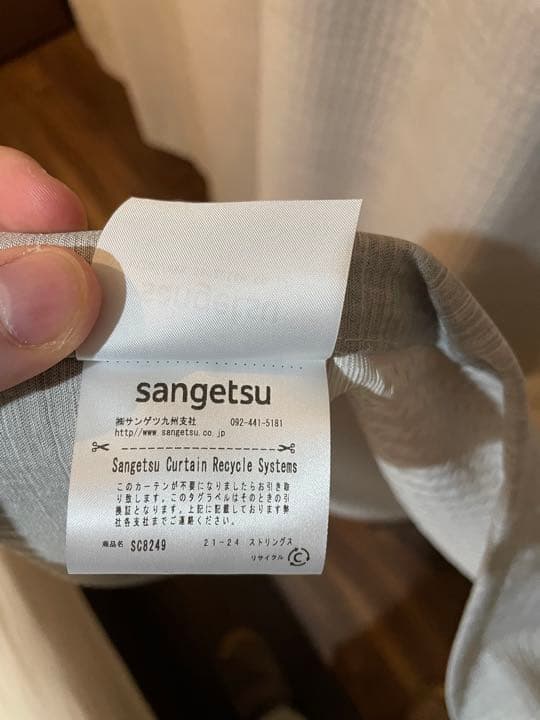 sangetsu
㈱サンゲツ九州支社 092-441-5181
http//www.sangetsu.co.jp
Sangetsu Curtain Recycle Systems
このカーテンが不要になりましたらお引き取
り致します。このタグラベルはそのときの引
換証となります。上記に記載しております弊
社各支社までご連絡ください。
商品名 SC8249 21-24 ストリングス
リサイクル C